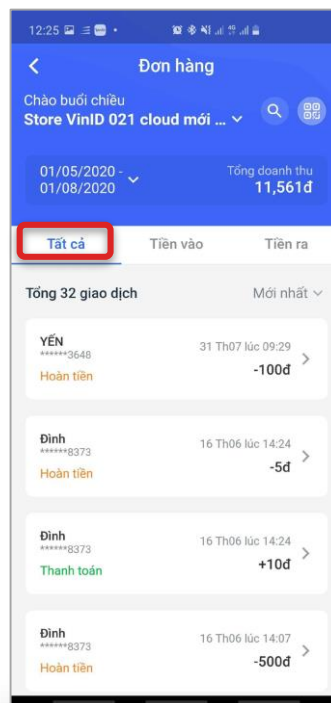 12:25
Đơn hàng
Chào buổi chiều
Store VinID 021 cloud mới ...
01/05/2020 -
01/08/2020
Tổng doanh thu
11,561đ
Tất cả
Tiền vào
Tiền ra
Tổng 32 giao dịch
Mới nhất
YẾN
******3648
Hoàn tiền
31 Th07 lúc 09:29
-100đ
Đình
******8373
Hoàn tiền
16 Th06 lúc 14:24
-5đ
Đình
******8373
Thanh toán
16 Th06 lúc 14:24
+10đ
Đình
******8373
Hoàn tiền
16 Th06 lúc 14:07
-500đ